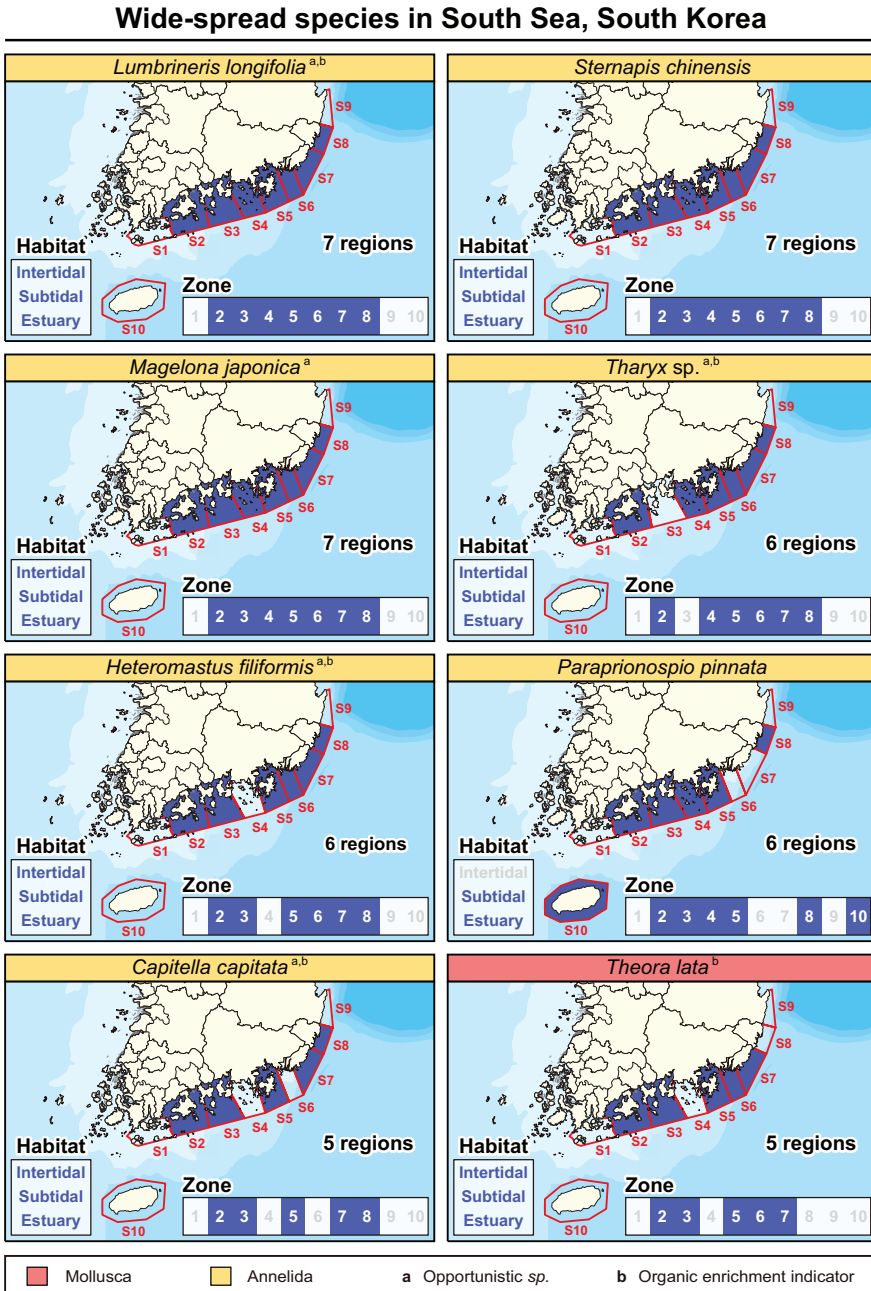 Wide-spread species in South Sea, South Korea
Lumbrineris longifolia a,b
S9
S8
S7
S6
S5
S4
S3
S2
S1
7 regions
Habitat
Intertidal
Subtidal
Estuary
S10
Zone
1 2 3 4 5 6 7 8 9 10
Sternapis chinensis
S9
S8
S7
S6
S5
S4
S3
S2
S1
7 regions
Habitat
Intertidal
Subtidal
Estuary
S10
Zone
1 2 3 4 5 6 7 8 9 10
Magelona japonica a
S9
S8
S7
S6
S5
S4
S3
S2
S1
7 regions
Habitat
Intertidal
Subtidal
Estuary
S10
Zone
1 2 3 4 5 6 7 8 9 10
Tharyx sp. a,b
S9
S8
S7
S6
S5
S4
S3
S2
S1
6 regions
Habitat
Intertidal
Subtidal
Estuary
S10
Zone
1 2 3 4 5 6 7 8 9 10
Heteromastus filiformis a,b
S9
S8
S7
S6
S5
S4
S3
S2
S1
6 regions
Habitat
Intertidal
Subtidal
Estuary
S10
Zone
1 2 3 4 5 6 7 8 9 10
Paraprionospio pinnata
S9
S8
S7
S6
S5
S4
S3
S2
S1
6 regions
Habitat
Intertidal
Subtidal
Estuary
S10
Zone
1 2 3 4 5 6 7 8 9 10
Capitella capitata a,b
S9
S8
S7
S6
S5
S4
S3
S2
S1
5 regions
Habitat
Intertidal
Subtidal
Estuary
S10
Zone
1 2 3 4 5 6 7 8 9 10
Theora lata b
S9
S8
S7
S6
S5
S4
S3
S2
S1
5 regions
Habitat
Intertidal
Subtidal
Estuary
S10
Zone
1 2 3 4 5 6 7 8 9 10
Mollusca Annelida a Opportunistic sp. b Organic enrichment indicator